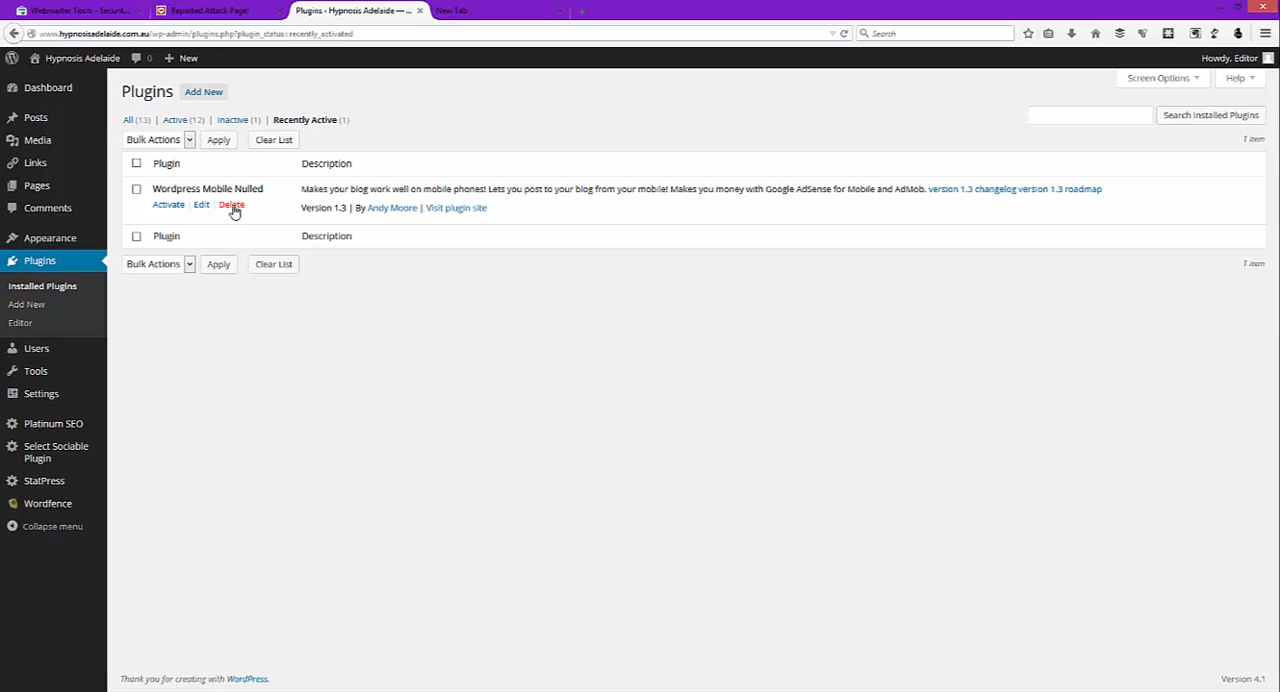 Webmaster Tools - Securit...
Reported Attack Page!
Plugins ‹ Hypnosis Adelaide — ...
New Tab
www.hypnosisadelaide.com.au/wp-admin/plugins.php?plugin_status=recently_activated
Search
Hypnosis Adelaide
0
New
Howdy, Editor
Dashboard
Posts
Media
Links
Pages
Comments
Appearance
Plugins
Installed Plugins
Add New
Editor
Users
Tools
Settings
Platinum SEO
Select Sociable
Plugin
StatPress
Wordfence
Collapse menu
Screen Options
Help
Plugins Add New
All (13) | Active (12) | Inactive (1) | Recently Active (1)
Search Installed Plugins
Bulk Actions Apply Clear List
1 item
Plugin Description
Wordpress Mobile Nulled
Activate | Edit | Delete
Makes your blog work well on mobile phones! Lets you post to your blog from your mobile! Makes you money with Google AdSense for Mobile and AdMob. version 1.3 changelog version 1.3 roadmap
Version 1.3 | By Andy Moore | Visit plugin site
Plugin Description
Bulk Actions Apply Clear List
1 item
Thank you for creating with WordPress.
Version 4.1